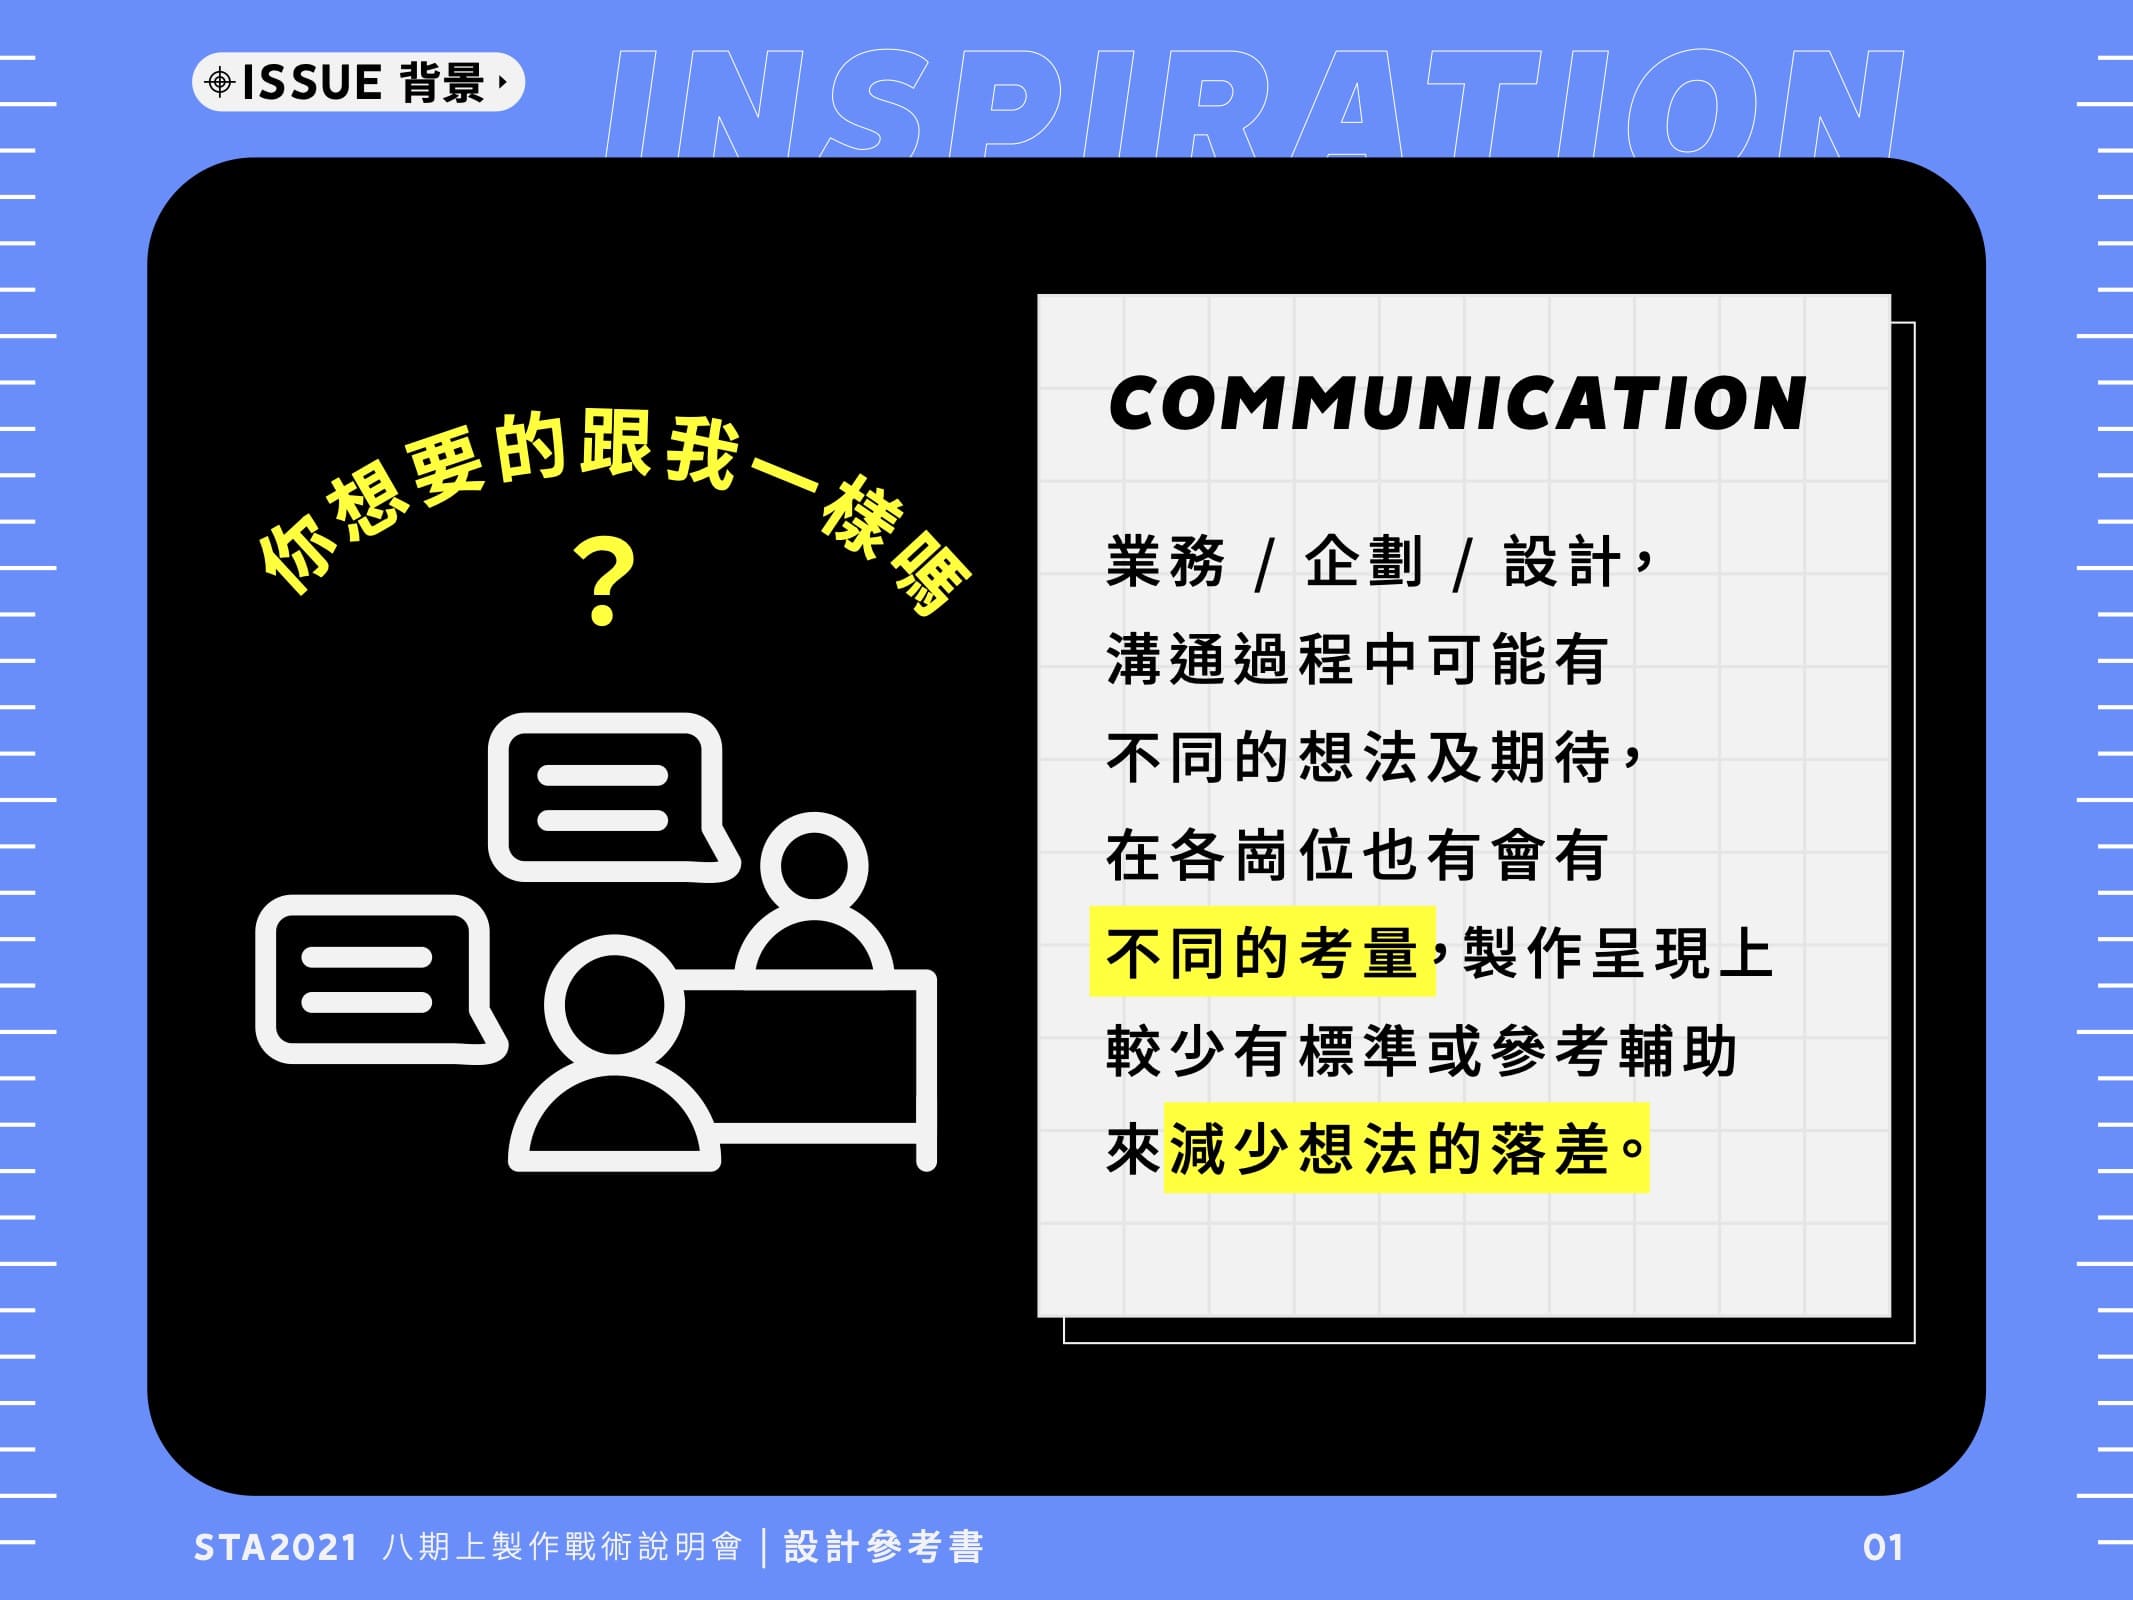 ISSUE 背景
INSPIRATION
你想要的跟我一樣嗎
?
COMMUNICATION
業務 / 企劃 / 設計，
溝通過程中可能有
不同的想法及期待，
在各崗位也有會有
不同的考量，製作呈現上
較少有標準或參考輔助
來減少想法的落差。
STA2021 八期上製作戰術說明會 | 設計參考書
01